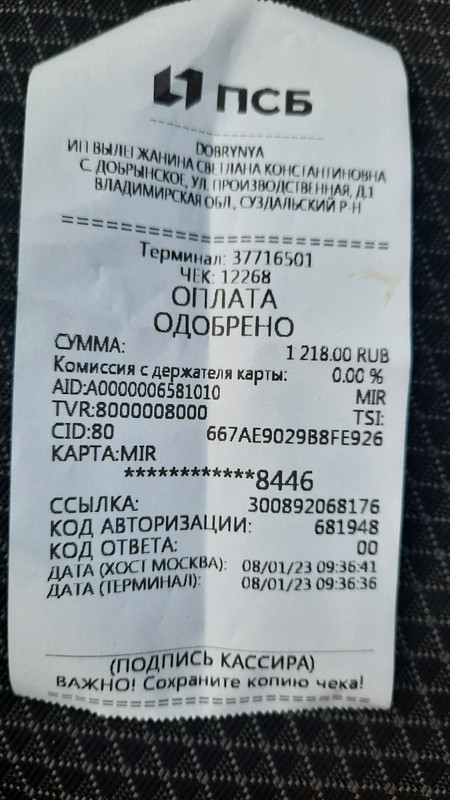 ПСБ
DOBRYNYA
ИП ВЫЛЕГЖАНИНА СВЕТЛАНА КОНСТАНТИНОВНА
С. ДОБРЫНСКОЕ, УЛ. ПРОИЗВОДСТВЕННАЯ, Д.1
ВЛАДИМИРСКАЯ ОБЛ., СУЗДАЛЬСКИЙ Р-Н
Терминал: 37716501
ЧЕК: 12268
ОПЛАТА
ОДОБРЕНО
СУММА: 1 218.00 RUB
Комиссия с держателя карты: 0.00 %
AID:A0000006581010 MIR
TVR:8000008000 TSI:
CID:80 667AE9029B8FE926
КАРТА:MIR
************8446
ССЫЛКА: 300892068176
КОД АВТОРИЗАЦИИ: 681948
КОД ОТВЕТА: 00
ДАТА (ХОСТ МОСКВА): 08/01/23 09:36:41
ДАТА (ТЕРМИНАЛ): 08/01/23 09:36:36
(ПОДПИСЬ КАССИРА)
ВАЖНО! Сохраните копию чека!